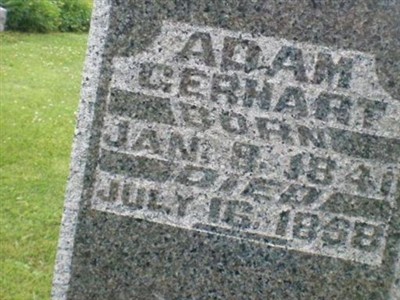 ADAM
GERHART
BORN
JAN. 9. 1841
DIED
JULY 16. 1898